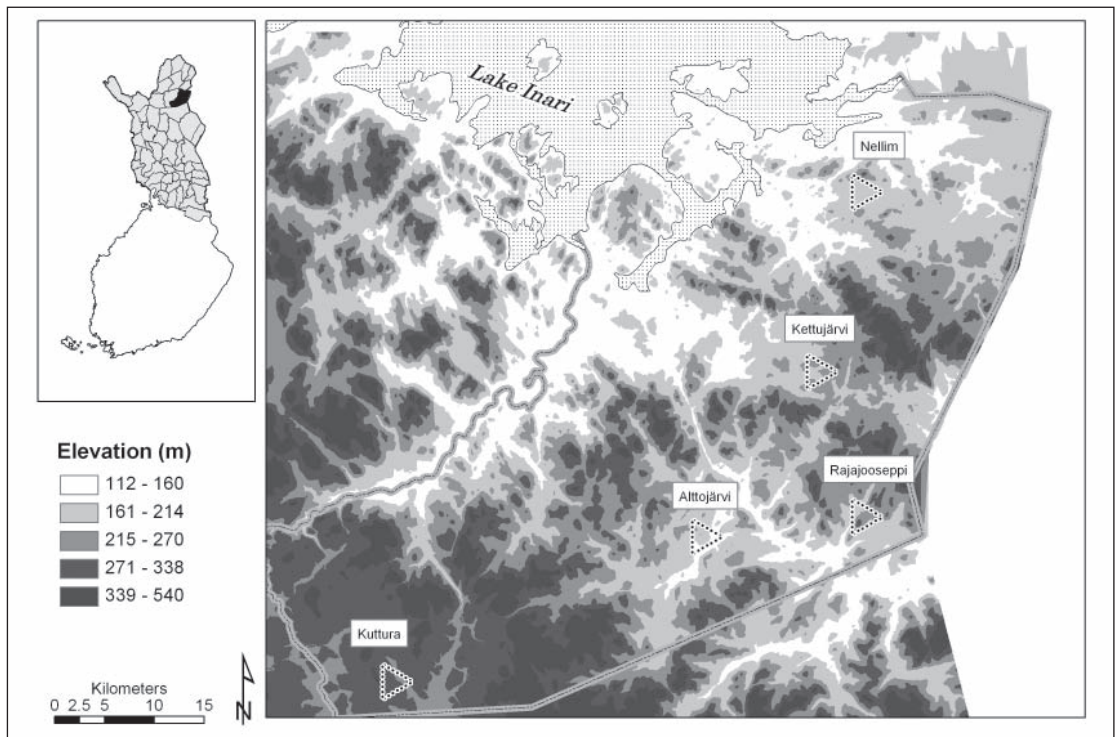 Lake Inari
Nellim
Kettujärvi
Rajajooseppi
Alttojärvi
Kuttura
Elevation (m)
112 - 160
161 - 214
215 - 270
271 - 338
339 - 540
Kilometers
0 2.5 5 10 15
N